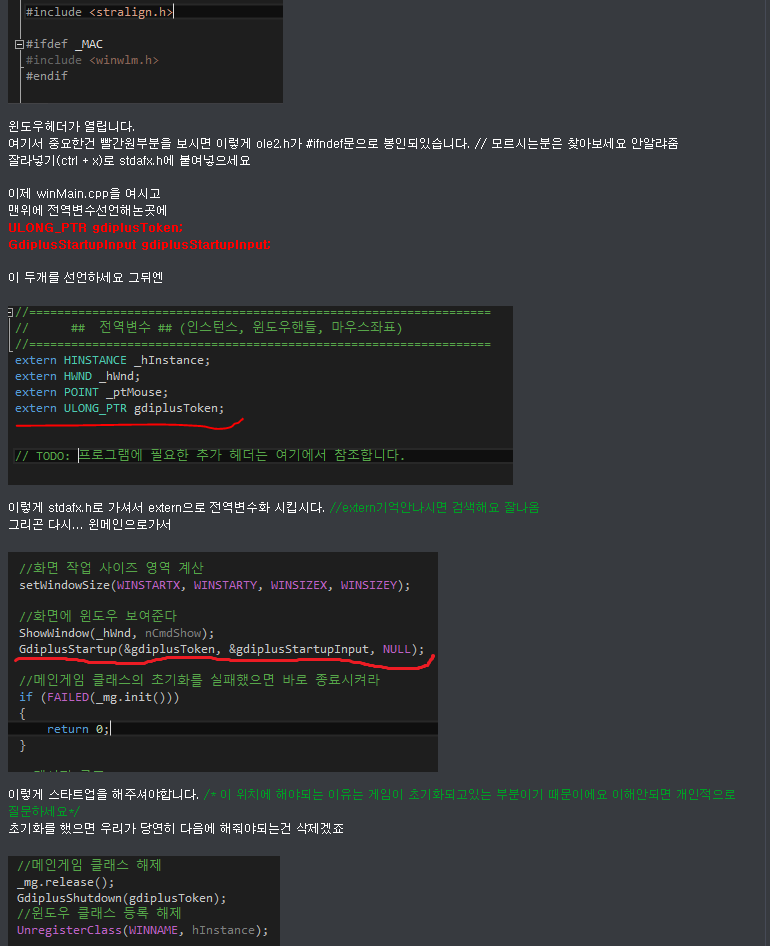 #include <stralign.h>
#ifdef _MAC
#include <winwlm.h>
#endif
윈도우헤더가 열립니다.
여기서 중요한건 빨간원부분을 보시면 이렇게 ole2.h가 #ifndef문으로 봉인되있습니다. // 모르시는분은 찾아보세요 안알랴줌
잘라넣기(ctrl + x)로 stdafx.h에 붙여넣으세요
이제 winMain.cpp을 여시고
맨위에 전역변수선언해논곳에
ULONG_PTR gdiplusToken;
GdiplusStartupInput gdiplusStartupInput;
이 두개를 선언하세요 그뒤엔
//==================================================================
// ## 전역변수 ## (인스턴스, 윈도우핸들, 마우스좌표)
//==================================================================
extern HINSTANCE _hInstance;
extern HWND _hWnd;
extern POINT _ptMouse;
extern ULONG_PTR gdiplusToken;
// TODO: 프로그램에 필요한 추가 헤더는 여기에서 참조합니다.
이렇게 stdafx.h로 가셔서 extern으로 전역변수화 시킵시다. //extern기억안나시면 검색해요 잘나옴
그리곤 다시... 윈메인으로가서
//화면 작업 사이즈 영역 계산
setWindowSize(WINSTARTX, WINSTARTY, WINSIZEX, WINSIZEY);
//화면에 윈도우 보여준다
ShowWindow(_hWnd, nCmdShow);
GdiplusStartup(&gdiplusToken, &gdiplusStartupInput, NULL);
//메인게임 클래스의 초기화를 실패했으면 바로 종료시켜라
if (FAILED(_mg.init()))
{
return 0;
}
이렇게 스타트업을 해주셔야합니다. /* 이 위치에 해야되는 이유는 게임이 초기화되고있는 부분이기 때문이에요 이해안되면 개인적으로
질문하세요*/
초기화를 했으면 우리가 당연히 다음에 해줘야되는건 삭제겠죠
//메인게임 클래스 해제
_mg.release();
GdiplusShutdown(gdiplusToken);
//윈도우 클래스 등록 해제
UnregisterClass(WINNAME, hInstance);